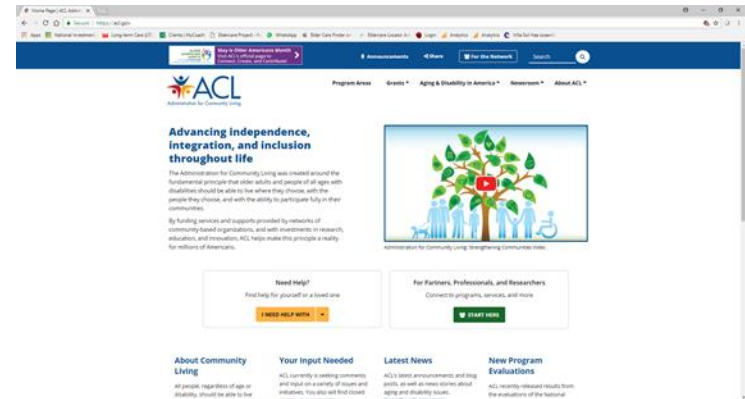 Home Page | ACL Admin
Secure
https://acl.gov
Apps
May is Older Americans Month
Visit ACL's official page to
Connect, Create, and Contribute!
Announcements
Share
For the Network
Search
ACL
Administration for Community Living
Program Areas
Grants
Aging & Disability in America
Newsroom
About ACL
Advancing independence,
integration, and inclusion
throughout life
The Administration for Community Living was created around the
fundamental principle that older adults and people of all ages with
disabilities should be able to live where they choose, with the
people they choose, and with the ability to participate fully in their
communities.
By funding services and supports provided by networks of
community-based organizations, and with investments in research,
education, and innovation, ACL helps make this principle a reality
for millions of Americans.
Administration for Community Living: Strengthening Communities Video
Need Help?
Find help for yourself or a loved one
I NEED HELP WITH
For Partners, Professionals, and Researchers
Connect to programs, services, and more
START HERE
About Community
Living
All people, regardless of age or
disability, should be able to live
Your Input Needed
ACL currently is seeking comments
and input on a variety of issues and
initiatives. You also will find closed
Latest News
ACL's latest announcements and blog
posts, as well as news stories about
aging and disability issues.
New Program
Evaluations
ACL recently released results from
the evaluations of the National